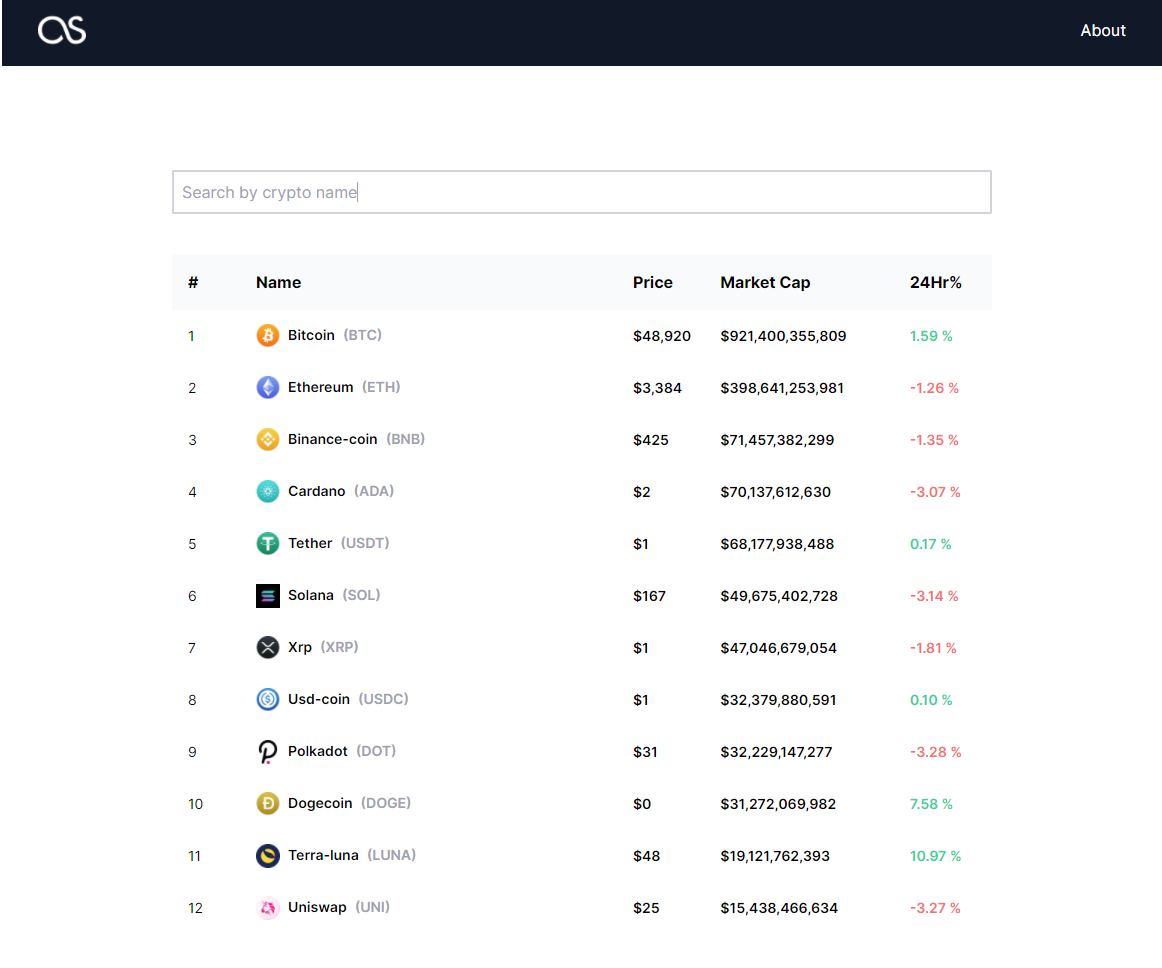 About
Search by crypto name
# Name Price Market Cap 24Hr%
1 Bitcoin (BTC) $48,920 $921,400,355,809 1.59 %
2 Ethereum (ETH) $3,384 $398,641,253,981 -1.26 %
3 Binance-coin (BNB) $425 $71,457,382,299 -1.35 %
4 Cardano (ADA) $2 $70,137,612,630 -3.07 %
5 Tether (USDT) $1 $68,177,938,488 0.17 %
6 Solana (SOL) $167 $49,675,402,728 -3.14 %
7 Xrp (XRP) $1 $47,046,679,054 -1.81 %
8 Usd-coin (USDC) $1 $32,379,880,591 0.10 %
9 Polkadot (DOT) $31 $32,229,147,277 -3.28 %
10 Dogecoin (DOGE) $0 $31,272,069,982 7.58 %
11 Terra-luna (LUNA) $48 $19,121,762,393 10.97 %
12 Uniswap (UNI) $25 $15,438,466,634 -3.27 %